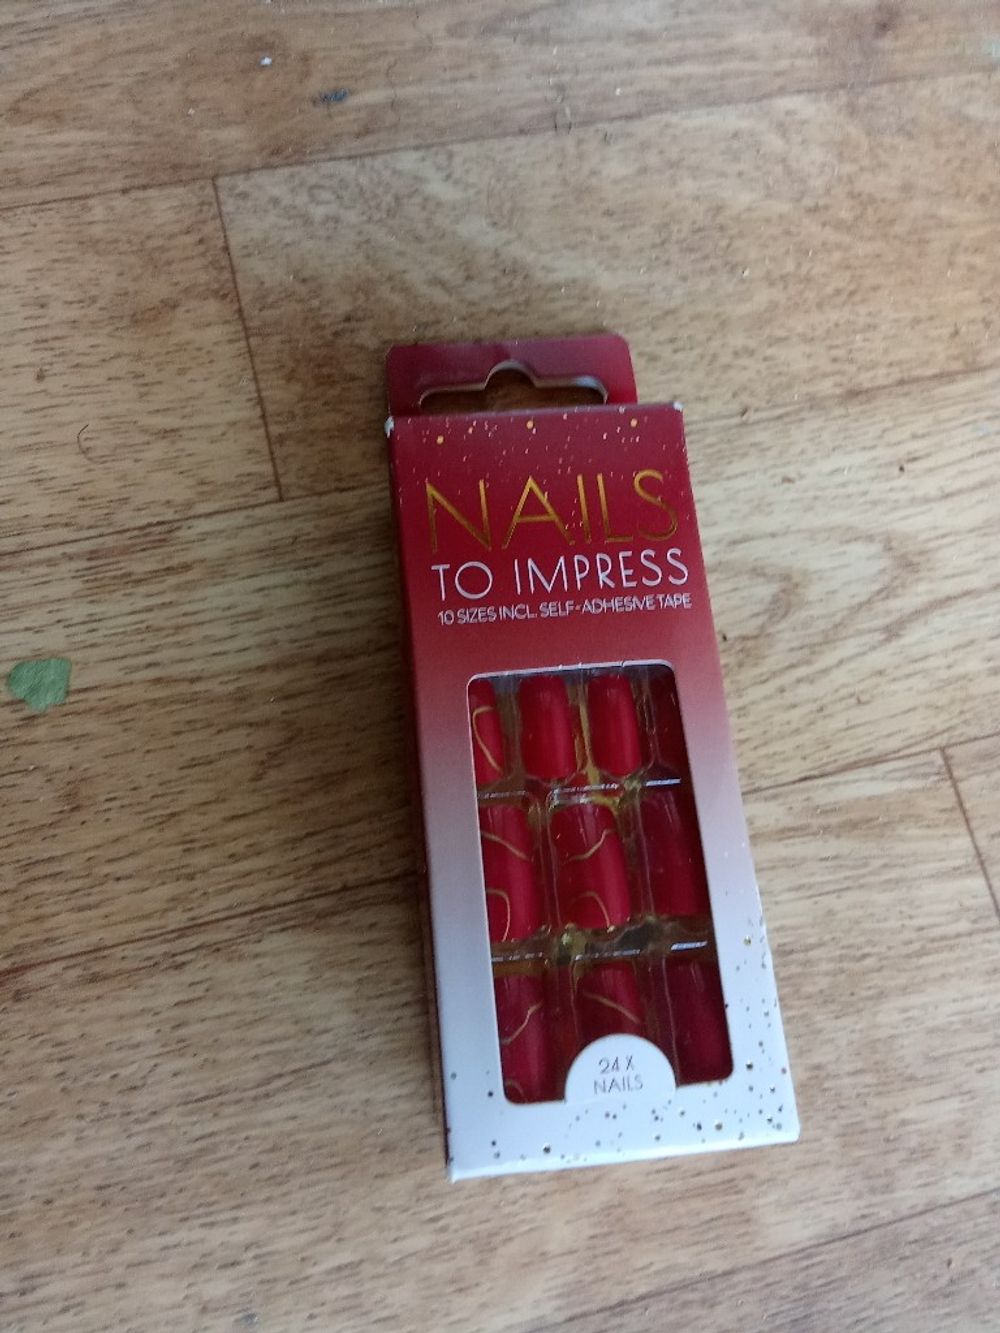 NAILS
TO IMPRESS
10 SIZES INCL. SELF-ADHESIVE TAPE
24 X
NAILS